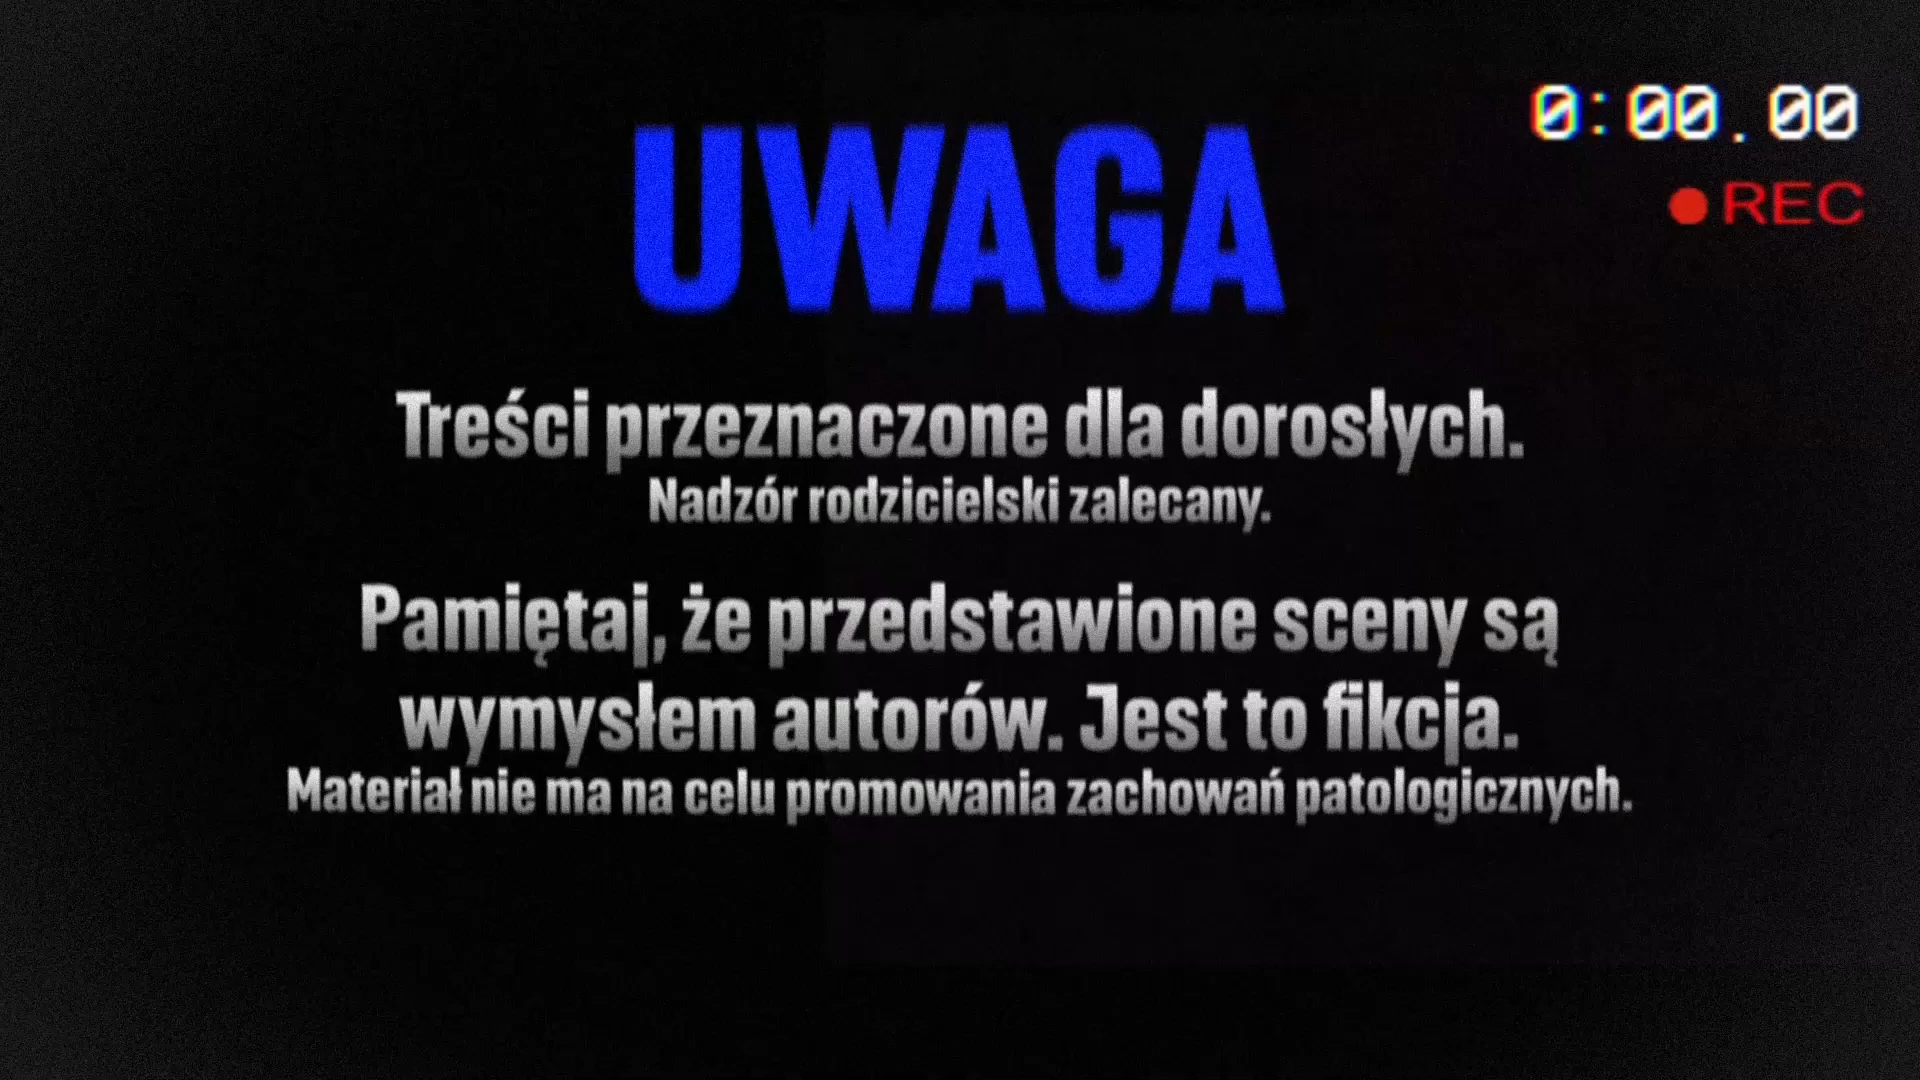 0:00.00
REC
UWAGA
Treści przeznaczone dla dorosłych.
Nadzór rodzicielski zalecany.
Pamiętaj, że przedstawione sceny są
wymysłem autorów. Jest to fikcja.
Materiał nie ma na celu promowania zachowań patologicznych.